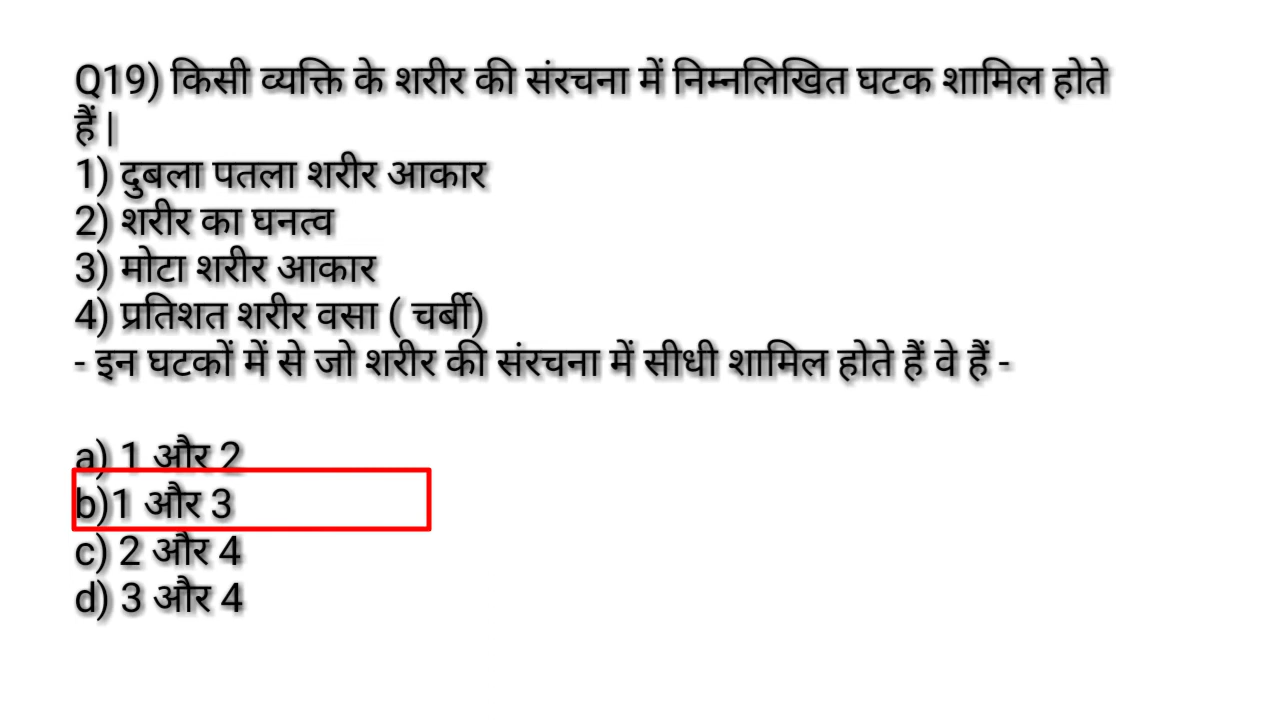 Q19) किसी व्यक्ति के शरीर की संरचना में निम्नलिखित घटक शामिल होते
हैं |
1) दुबला पतला शरीर आकार
2) शरीर का घनत्व
3) मोटा शरीर आकार
4) प्रतिशत शरीर वसा ( चर्बी)
- इन घटकों में से जो शरीर की संरचना में सीधी शामिल होते हैं वे हैं -
a) 1 और 2
b)1 और 3
c) 2 और 4
d) 3 और 4